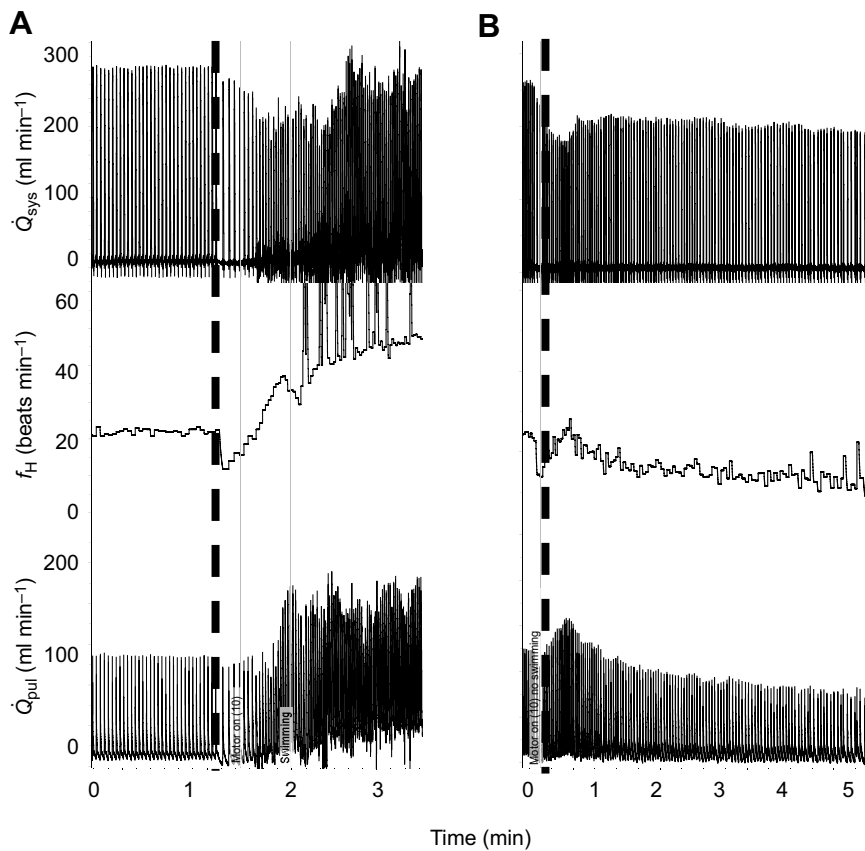 A
B
300
200
100
0
Q̇sys (ml min–1)
60
40
20
0
fH (beats min–1)
200
100
0
Q̇pul (ml min–1)
Motor on (10)
Swimming
Motor on (10) no swimming
0 1 2 3
0 1 2 3 4 5
Time (min)